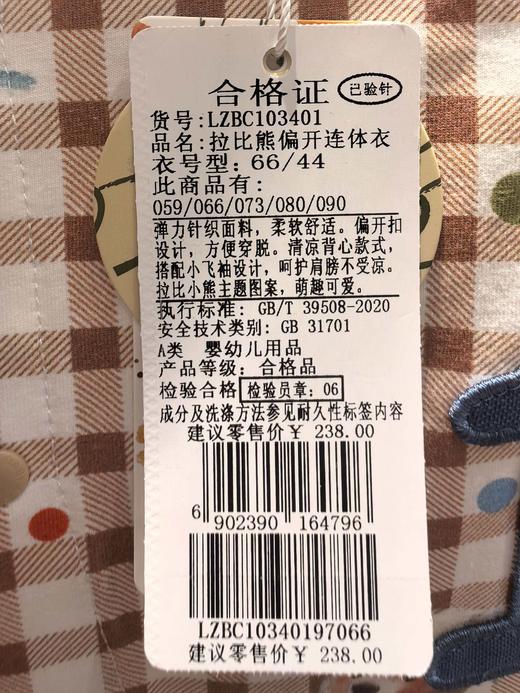 合格证 已验针
货号:LZBC103401
品名:拉比熊偏开连体衣
衣号型:66/44
此商品有:
059/066/073/080/090
弹力针织面料，柔软舒适。偏开扣
设计，方便穿脱。清凉背心款式，
搭配小飞袖设计，呵护肩膀不受凉。
拉比小熊主题图案，萌趣可爱。
执行标准: GB/T 39508-2020
安全技术类别: GB 31701
A类 婴幼儿用品
产品等级: 合格品
检验合格 检验员章: 06
成分及洗涤方法参见耐久性标签内容
建议零售价¥ 238.00
6 902390 164796
LZBC10340197066
建议零售价¥ 238.00